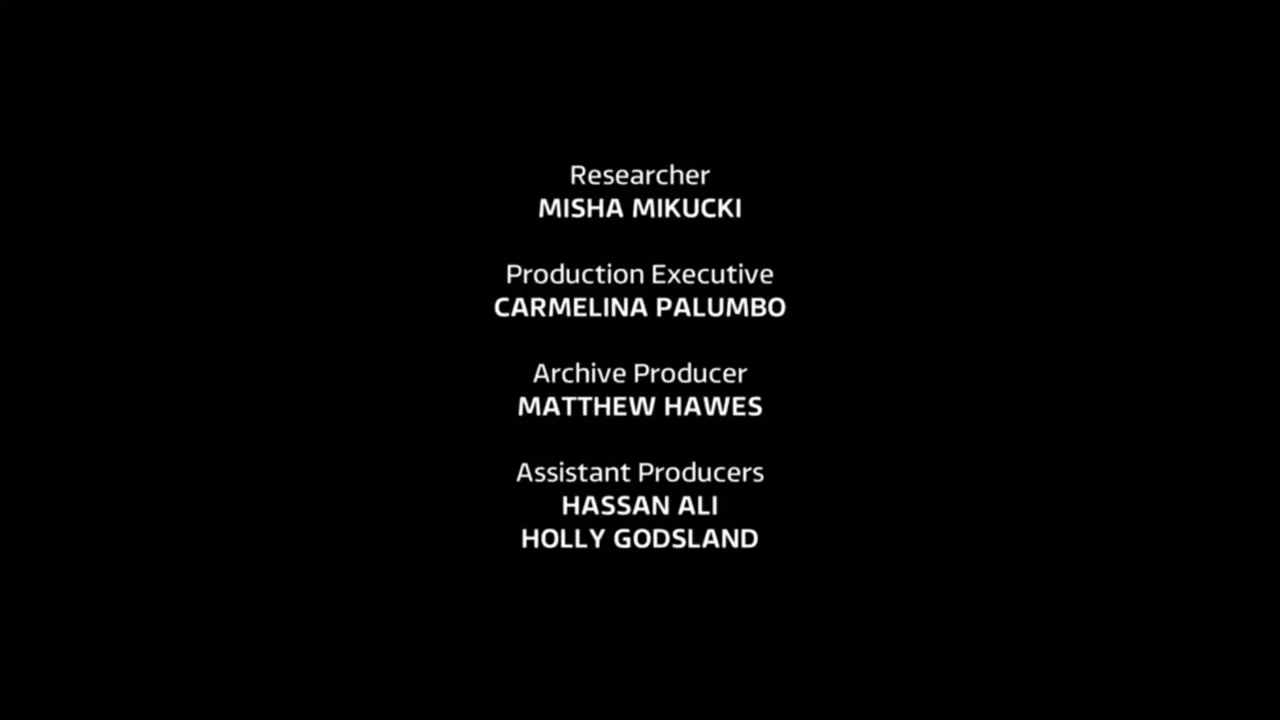 Researcher
MISHA MIKUCKI
Production Executive
CARMELINA PALUMBO
Archive Producer
MATTHEW HAWES
Assistant Producers
HASSAN ALI
HOLLY GODSLAND